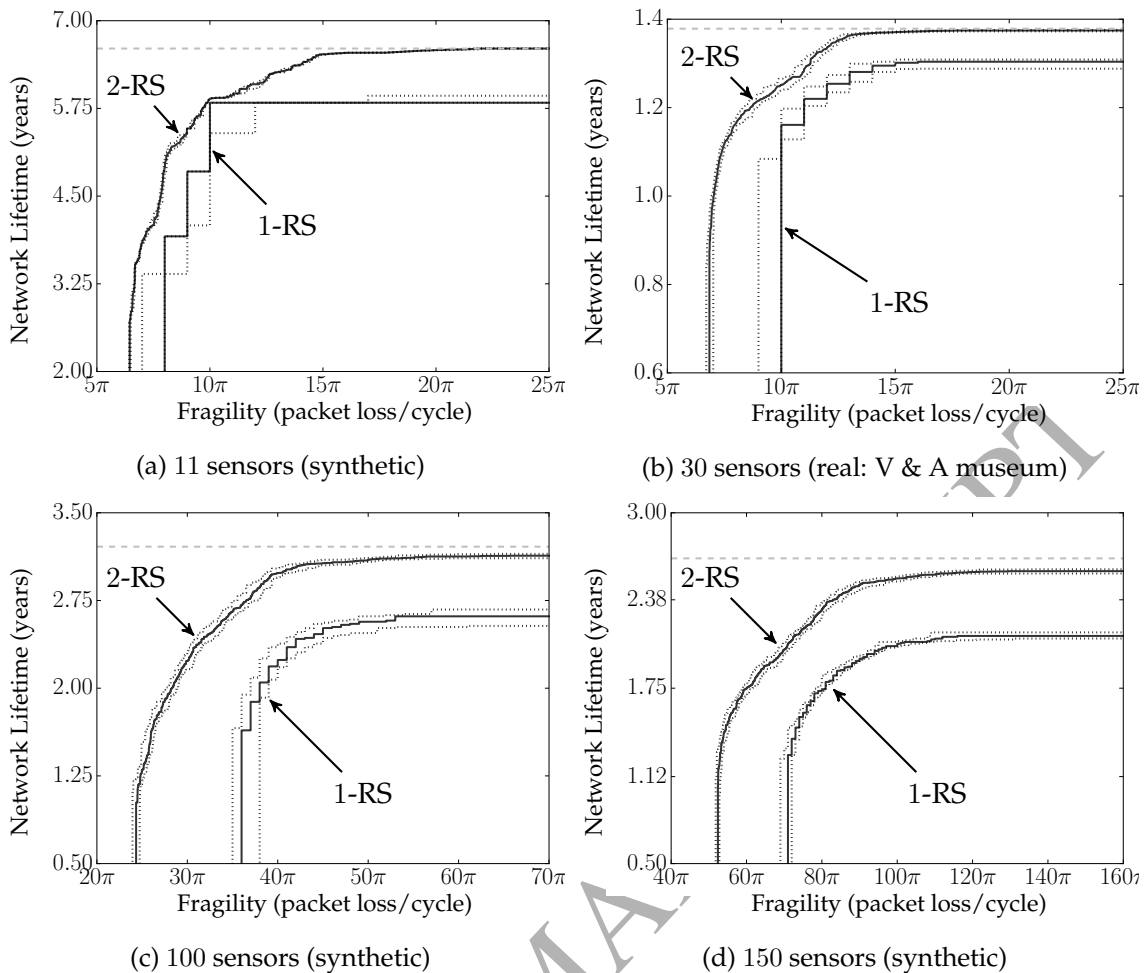 7.00
5.75
4.50
3.25
2.00
Network Lifetime (years)
2-RS
1-RS
5π 10π 15π 20π 25π
Fragility (packet loss/cycle)
(a) 11 sensors (synthetic)
1.4
1.2
1.0
0.8
0.6
Network Lifetime (years)
2-RS
1-RS
5π 10π 15π 20π 25π
Fragility (packet loss/cycle)
(b) 30 sensors (real: V & A museum)
3.50
2.75
2.00
1.25
0.50
Network Lifetime (years)
2-RS
1-RS
20π 30π 40π 50π 60π 70π
Fragility (packet loss/cycle)
(c) 100 sensors (synthetic)
3.00
2.38
1.75
1.12
0.50
Network Lifetime (years)
2-RS
1-RS
40π 60π 80π 100π 120π 140π 160π
Fragility (packet loss/cycle)
(d) 150 sensors (synthetic)